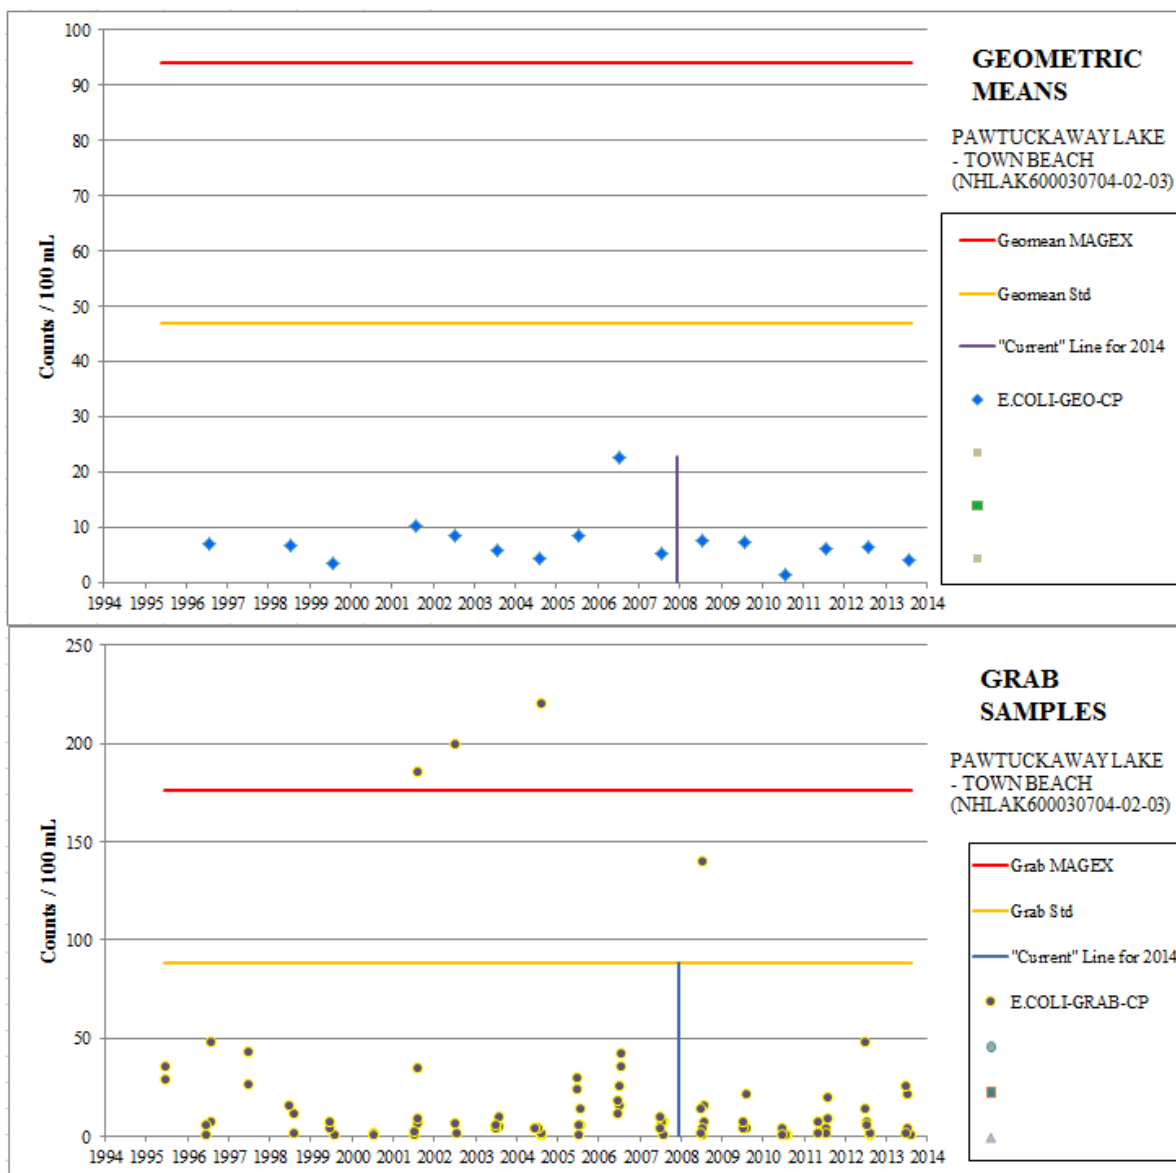 GEOMETRIC
MEANS
PAWTUCKAWAY LAKE
- TOWN BEACH
(NHLAK600030704-02-03)
Counts / 100 mL
100
90
80
70
60
50
40
30
20
10
0
1994 1995 1996 1997 1998 1999 2000 2001 2002 2003 2004 2005 2006 2007 2008 2009 2010 2011 2012 2013 2014
Geomean MAGEX
Geomean Std
"Current" Line for 2014
E.COLI-GEO-CP
GRAB
SAMPLES
PAWTUCKAWAY LAKE
- TOWN BEACH
(NHLAK600030704-02-03)
Counts / 100 mL
250
200
150
100
50
0
1994 1995 1996 1997 1998 1999 2000 2001 2002 2003 2004 2005 2006 2007 2008 2009 2010 2011 2012 2013 2014
Grab MAGEX
Grab Std
"Current" Line for 2014
E.COLI-GRAB-CP